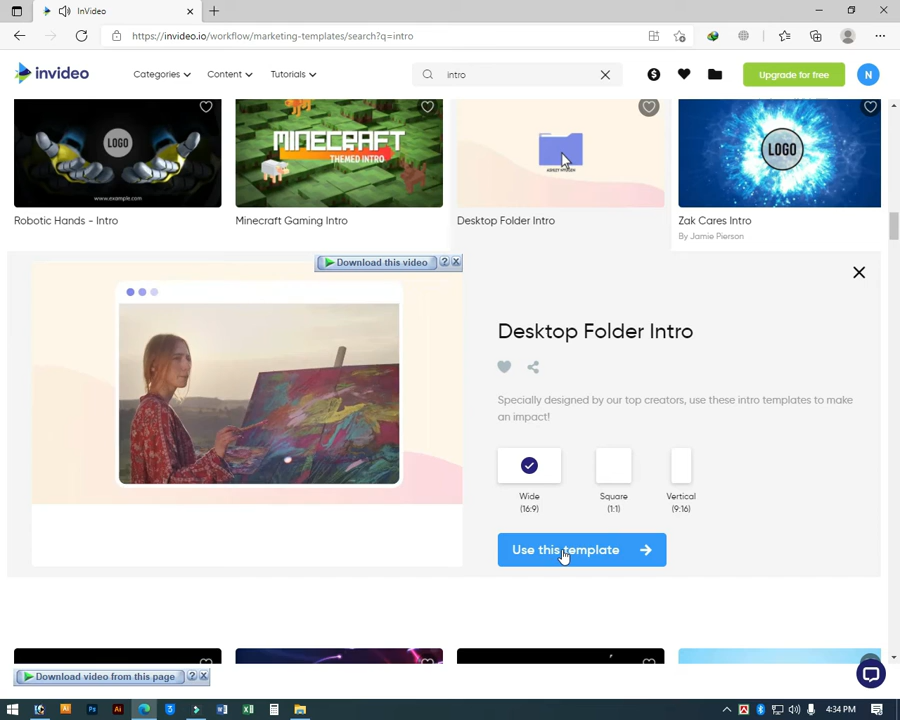 InVideo
https://invideo.io/workflow/marketing-templates/search?q=intro
invideo
Categories
Content
Tutorials
intro
Upgrade for free
N
LOGO
www.example.com
MINECRAFT
THEMED INTRO
LOGO
Robotic Hands - Intro
Minecraft Gaming Intro
Desktop Folder Intro
Zak Cares Intro
By Jamie Pierson
Download this video
Desktop Folder Intro
Specially designed by our top creators, use these intro templates to make
an impact!
Wide
(16:9)
Square
(1:1)
Vertical
(9:16)
Use this template
Download video from this page
4:34 PM